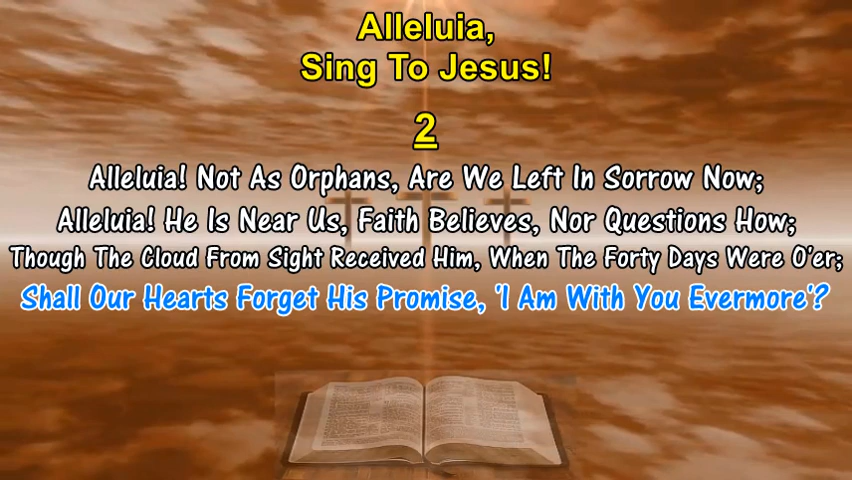 Alleluia,
Sing To Jesus!
2
Alleluia! Not As Orphans, Are We Left In Sorrow Now;
Alleluia! He Is Near Us, Faith Believes, Nor Questions How;
Though The Cloud From Sight Received Him, When The Forty Days Were O'er;
Shall Our Hearts Forget His Promise, 'I Am With You Evermore'?